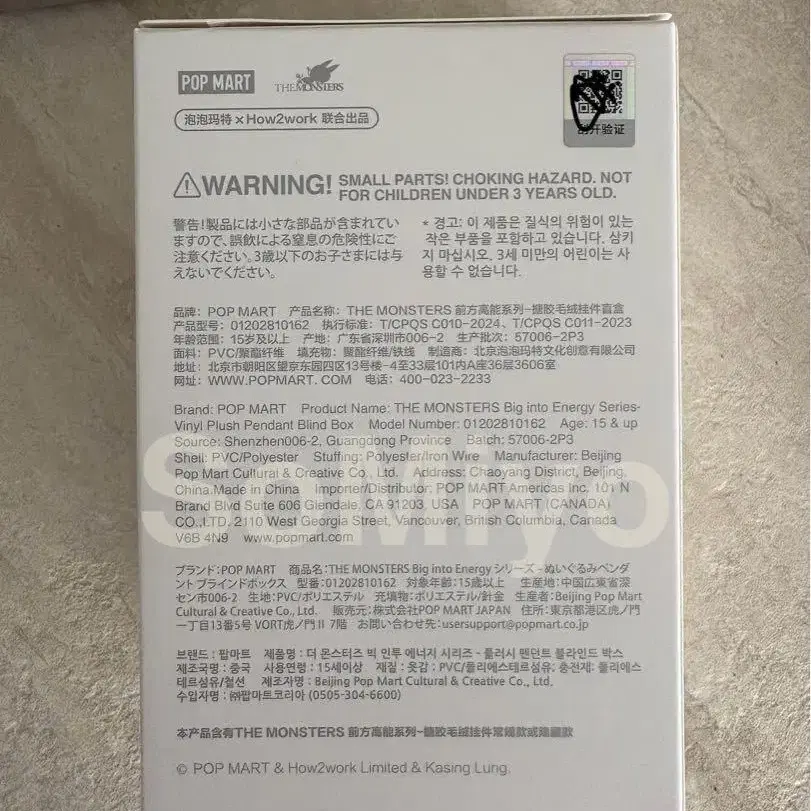 POP MART THE MONSTERS
泡泡玛特×How2work 联合出品
刮开验证
WARNING! SMALL PARTS! CHOKING HAZARD. NOT
FOR CHILDREN UNDER 3 YEARS OLD.
警告!製品には小さな部品が含まれてい
ますので、誤飲による窒息の危険性にご
注意ください。3歳以下のお子さまには与
えないでください。
* 경고: 이 제품은 질식의 위험이 있는
작은 부품을 포함하고 있습니다. 삼키
지 마십시오. 3세 미만의 어린이는 사
용할 수 없습니다.
品牌: POP MART 产品名称: THE MONSTERS 前方高能系列-搪胶毛绒挂件盲盒
产品型号: 01202810162 执行标准: T/CPQS C010-2024、T/CPQS C011-2023
年龄范围: 15岁及以上 产地: 广东省深圳市006-2 生产批次: 57006-2P3
面料: PVC/聚酯纤维 填充物: 聚酯纤维/铁线 制造商: 北京泡泡玛特文化创意有限公司
地址: 北京市朝阳区望京东园四区13号楼-4至33层101内A座36层3606室
网址: WWW.POPMART.COM 电话: 400-023-2233
Brand: POP MART Product Name: THE MONSTERS Big into Energy Series-
Vinyl Plush Pendant Blind Box Model Number: 01202810162 Age: 15 & up
Source: Shenzhen006-2, Guangdong Province Batch: 57006-2P3
Shell: PVC/Polyester Stuffing: Polyester/Iron Wire Manufacturer: Beijing
Pop Mart Cultural & Creative Co., Ltd. Address: Chaoyang District, Beijing,
China.Made in China Importer/Distributor: POP MART Americas Inc. 101 N
Brand Blvd Suite 606 Glendale, CA 91203, USA POP MART (CANADA)
CO.,LTD. 2110 West Georgia Street, Vancouver, British Columbia, Canada
V6B 4N9 www.popmart.com
ブランド:POP MART 商品名:THE MONSTERS Big into Energy シリーズ - ぬいぐるみペンダ
ント ブラインドボックス 型番:01202810162 対象年齢:15歳以上 生産地:中国広東省深
セン市006-2 生地:PVC/ポリエステル 充填物:ポリエステル/針金 生産者:Beijing Pop Mart
Cultural & Creative Co., Ltd. 販売元:株式会社POP MART JAPAN 住所:東京都港区虎ノ門
一丁目13番5号 VORT虎ノ門II 7階 お問い合わせ先:usersupport@popmart.co.jp
브랜드 : 팝마트 제품명 : 더 몬스터즈 빅 인투 에너지 시리즈 - 플러시 펜던트 블라인드 박스
제조국명 : 중국 사용연령 : 15세이상 재질 : 옷감 : PVC/폴리에스테르섬유; 충전재: 폴리에스
테르섬유/철선 제조자명 : Beijing Pop Mart Cultural & Creative Co., Ltd.
수입자명 : ㈜팝마트코리아 (0505-304-6600)
本产品含有THE MONSTERS 前方高能系列-搪胶毛绒挂件常规款或隐藏款
© POP MART & How2work Limited & Kasing Lung.